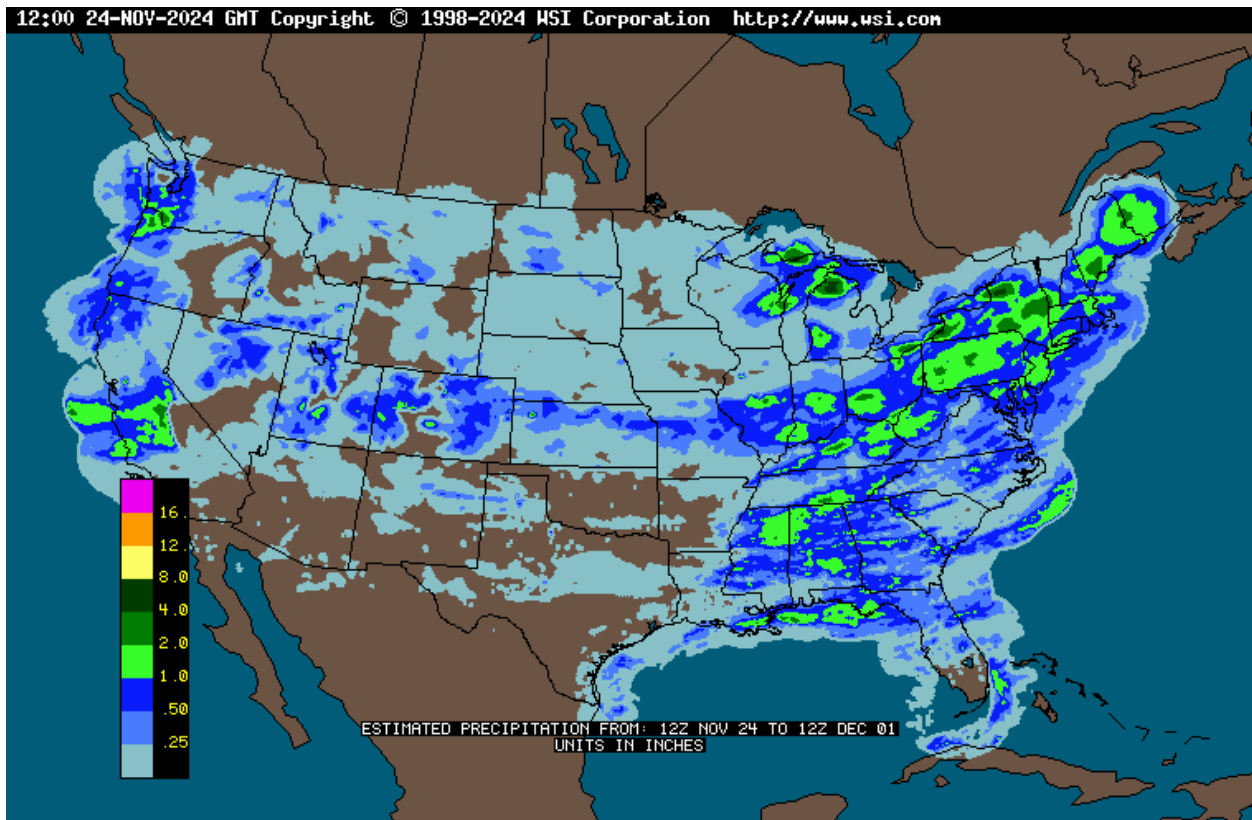 12:00 24-NOV-2024 GMT Copyright © 1998-2024 WSI Corporation http://www.wsi.com
16.
12.
8.0
4.0
2.0
1.0
.50
.25
ESTIMATED PRECIPITATION FROM: 12Z NOV 24 TO 12Z DEC 01
UNITS IN INCHES